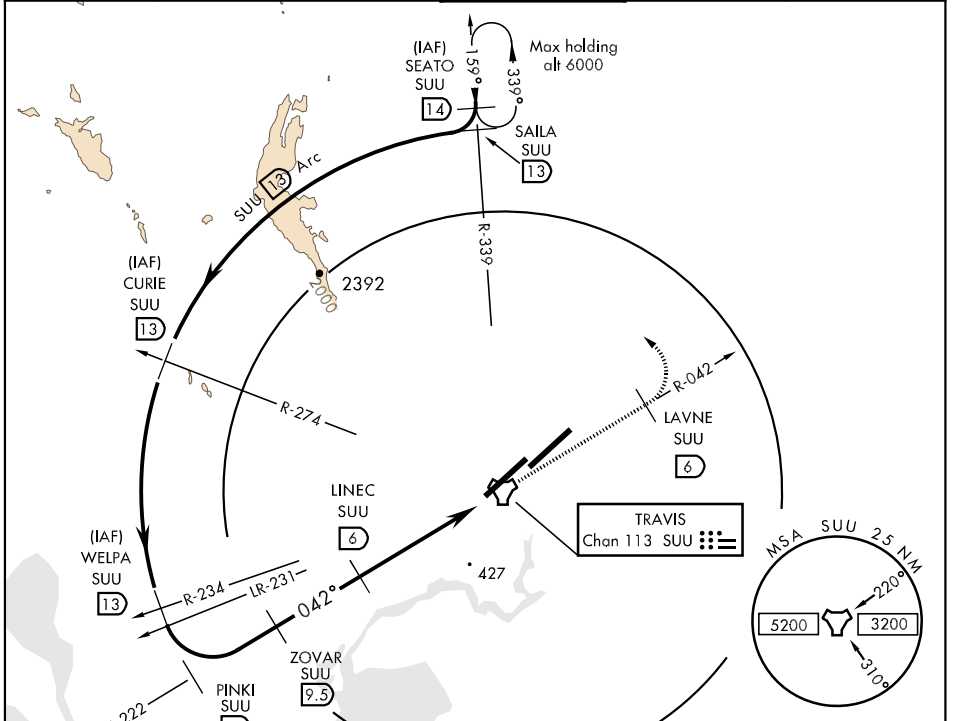 (IAF)
SEATO
SUU
14
159°
339°
Max holding
alt 6000
SAILA
SUU
13
SUU 13 Arc
R-339
(IAF)
CURIE
SUU
13
2392
2000
R-274
R-042
LAVNE
SUU
6
LINEC
SUU
6
TRAVIS
Chan 113 SUU
427
(IAF)
WELPA
SUU
13
R-234
LR-231
042°
ZOVAR
SUU
9.5
PINKI
SUU
222
MSA SUU 25 NM
220°
5200
3200
310°